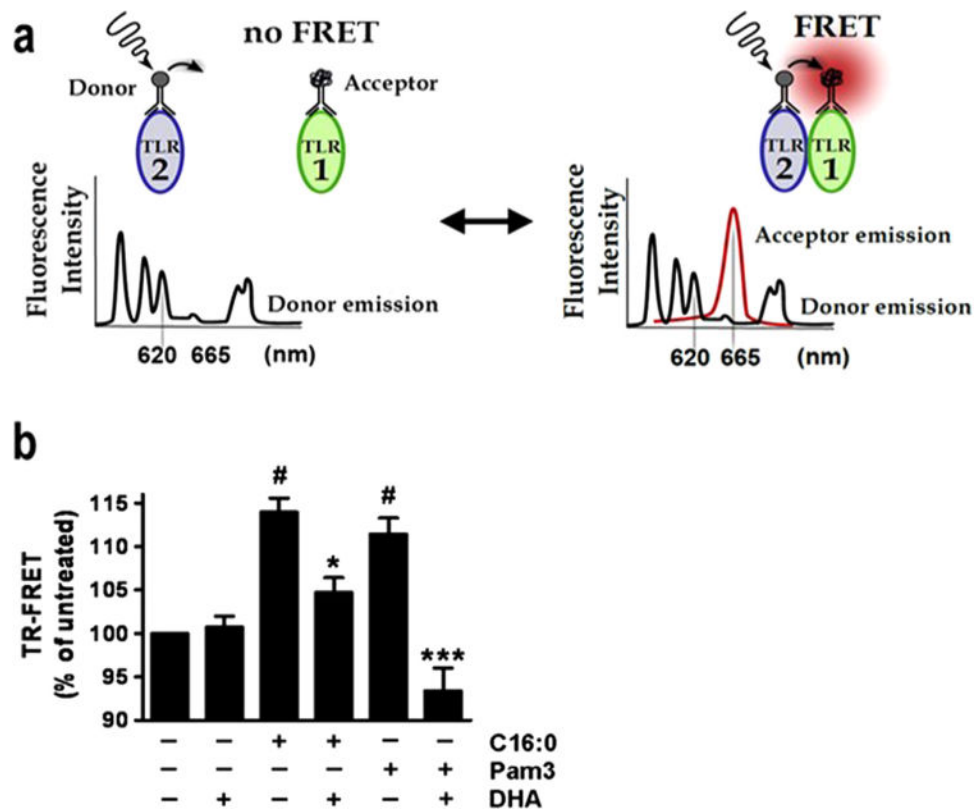 a
no FRET
FRET
Donor
Acceptor
TLR
2
TLR
1
TLR
2
TLR
1
Fluorescence
Intensity
Donor emission
620 665 (nm)
Fluorescence
Intensity
Acceptor emission
Donor emission
620 665 (nm)
b
TR-FRET
(% of untreated)
115
110
105
100
95
90
#
*
#
***
− − + + − − C16:0
− − − − + + Pam3
− + − + − + DHA